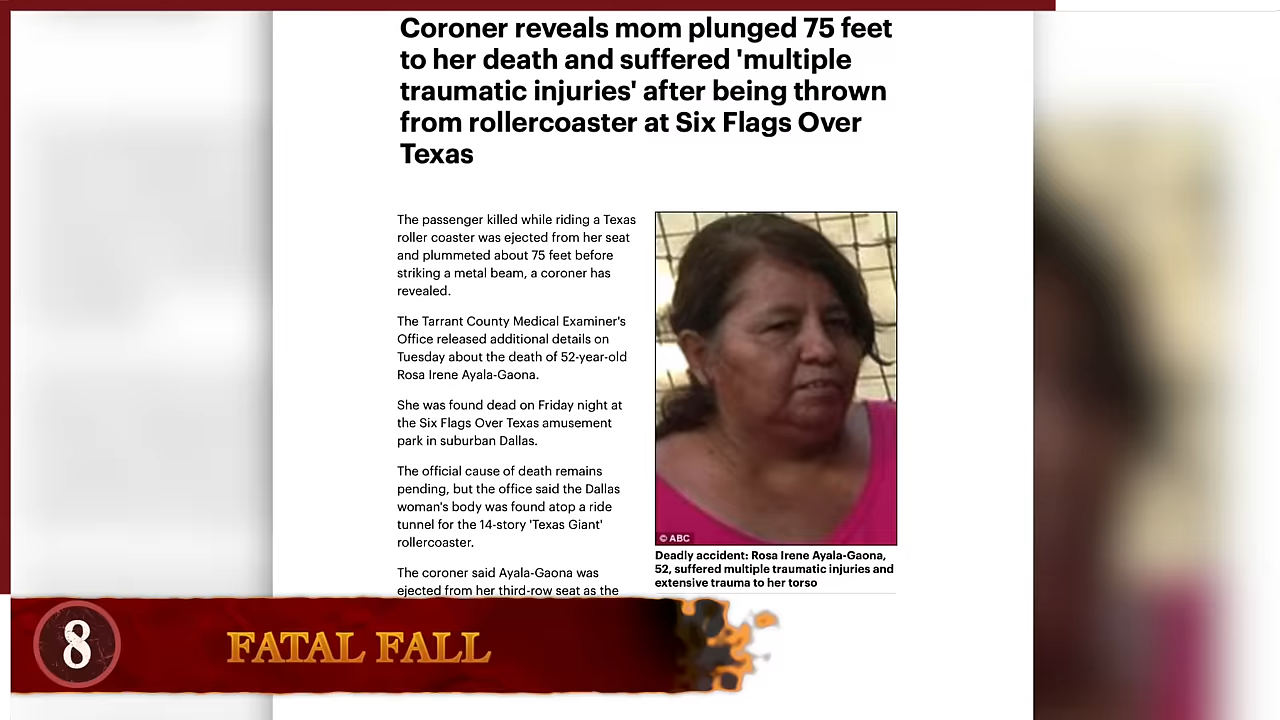 Coroner reveals mom plunged 75 feet
to her death and suffered 'multiple
traumatic injuries' after being thrown
from rollercoaster at Six Flags Over
Texas
The passenger killed while riding a Texas
roller coaster was ejected from her seat
and plummeted about 75 feet before
striking a metal beam, a coroner has
revealed.
The Tarrant County Medical Examiner's
Office released additional details on
Tuesday about the death of 52-year-old
Rosa Irene Ayala-Gaona.
She was found dead on Friday night at
the Six Flags Over Texas amusement
park in suburban Dallas.
The official cause of death remains
pending, but the office said the Dallas
woman's body was found atop a ride
tunnel for the 14-story 'Texas Giant'
rollercoaster.
The coroner said Ayala-Gaona was
ejected from her third-row seat as the
© ABC
Deadly accident: Rosa Irene Ayala-Gaona,
52, suffered multiple traumatic injuries and
extensive trauma to her torso
8
FATAL FALL